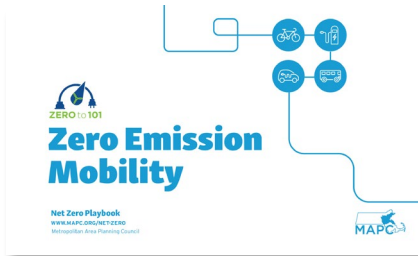 ZERO to 101
Zero Emission
Mobility
Net Zero Playbook
WWW.MAPC.ORG/NET-ZERO
Metropolitan Area Planning Council
MAPC